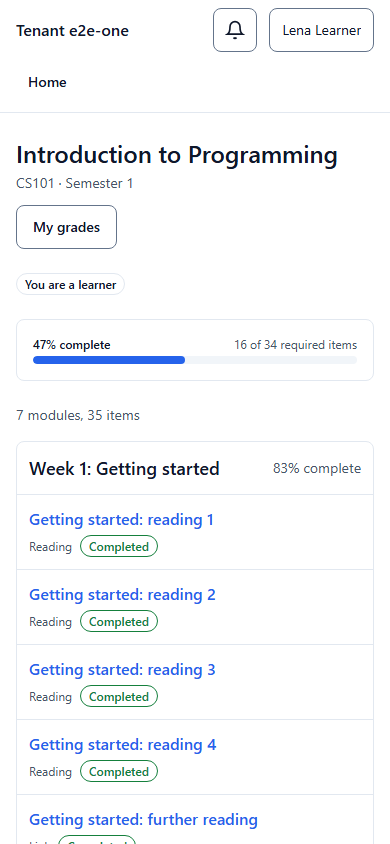 Tenant e2e-one
Lena Learner
Home
Introduction to Programming
CS101 · Semester 1
My grades
You are a learner
47% complete
16 of 34 required items
7 modules, 35 items
Week 1: Getting started
83% complete
Getting started: reading 1
Reading Completed
Getting started: reading 2
Reading Completed
Getting started: reading 3
Reading Completed
Getting started: reading 4
Reading Completed
Getting started: further reading